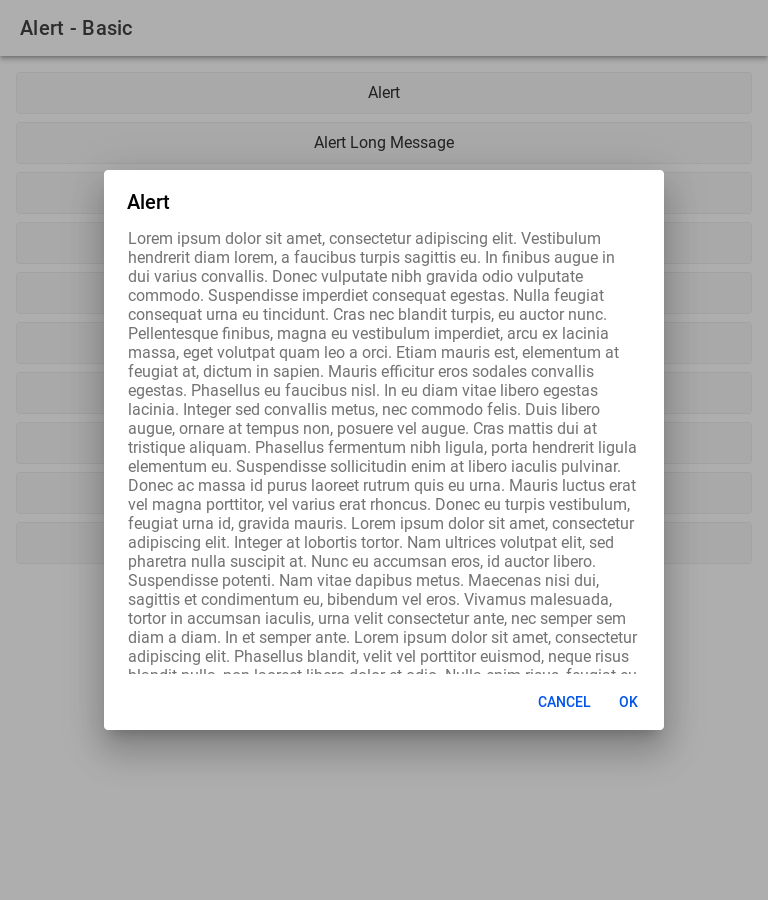 Alert - Basic
Alert
Alert Long Message
Alert
Lorem ipsum dolor sit amet, consectetur adipiscing elit. Vestibulum
hendrerit diam lorem, a faucibus turpis sagittis eu. In finibus augue in
dui varius convallis. Donec vulputate nibh gravida odio vulputate
commodo. Suspendisse imperdiet consequat egestas. Nulla feugiat
consequat urna eu tincidunt. Cras nec blandit turpis, eu auctor nunc.
Pellentesque finibus, magna eu vestibulum imperdiet, arcu ex lacinia
massa, eget volutpat quam leo a orci. Etiam mauris est, elementum at
feugiat at, dictum in sapien. Mauris efficitur eros sodales convallis
egestas. Phasellus eu faucibus nisl. In eu diam vitae libero egestas
lacinia. Integer sed convallis metus, nec commodo felis. Duis libero
augue, ornare at tempus non, posuere vel augue. Cras mattis dui at
tristique aliquam. Phasellus fermentum nibh ligula, porta hendrerit ligula
elementum eu. Suspendisse sollicitudin enim at libero iaculis pulvinar.
Donec ac massa id purus laoreet rutrum quis eu urna. Mauris luctus erat
vel magna porttitor, vel varius erat rhoncus. Donec eu turpis vestibulum,
feugiat urna id, gravida mauris. Lorem ipsum dolor sit amet, consectetur
adipiscing elit. Integer at lobortis tortor. Nam ultrices volutpat elit, sed
pharetra nulla suscipit at. Nunc eu accumsan eros, id auctor libero.
Suspendisse potenti. Nam vitae dapibus metus. Maecenas nisi dui,
sagittis et condimentum eu, bibendum vel eros. Vivamus malesuada,
tortor in accumsan iaculis, urna velit consectetur ante, nec semper sem
diam a diam. In et semper ante. Lorem ipsum dolor sit amet, consectetur
adipiscing elit. Phasellus blandit, velit vel porttitor euismod, neque risus
CANCEL OK